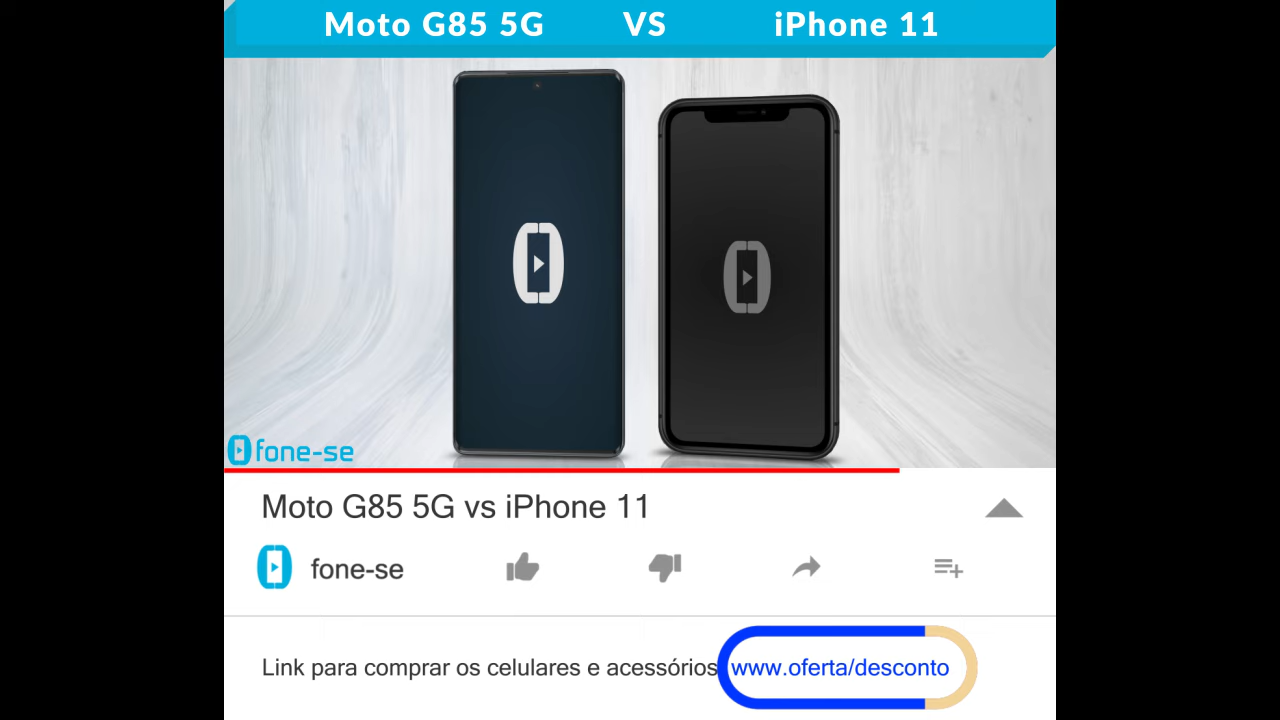 Moto G85 5G VS iPhone 11
fone-se
Moto G85 5G vs iPhone 11
fone-se
Link para comprar os celulares e acessórios www.oferta/desconto